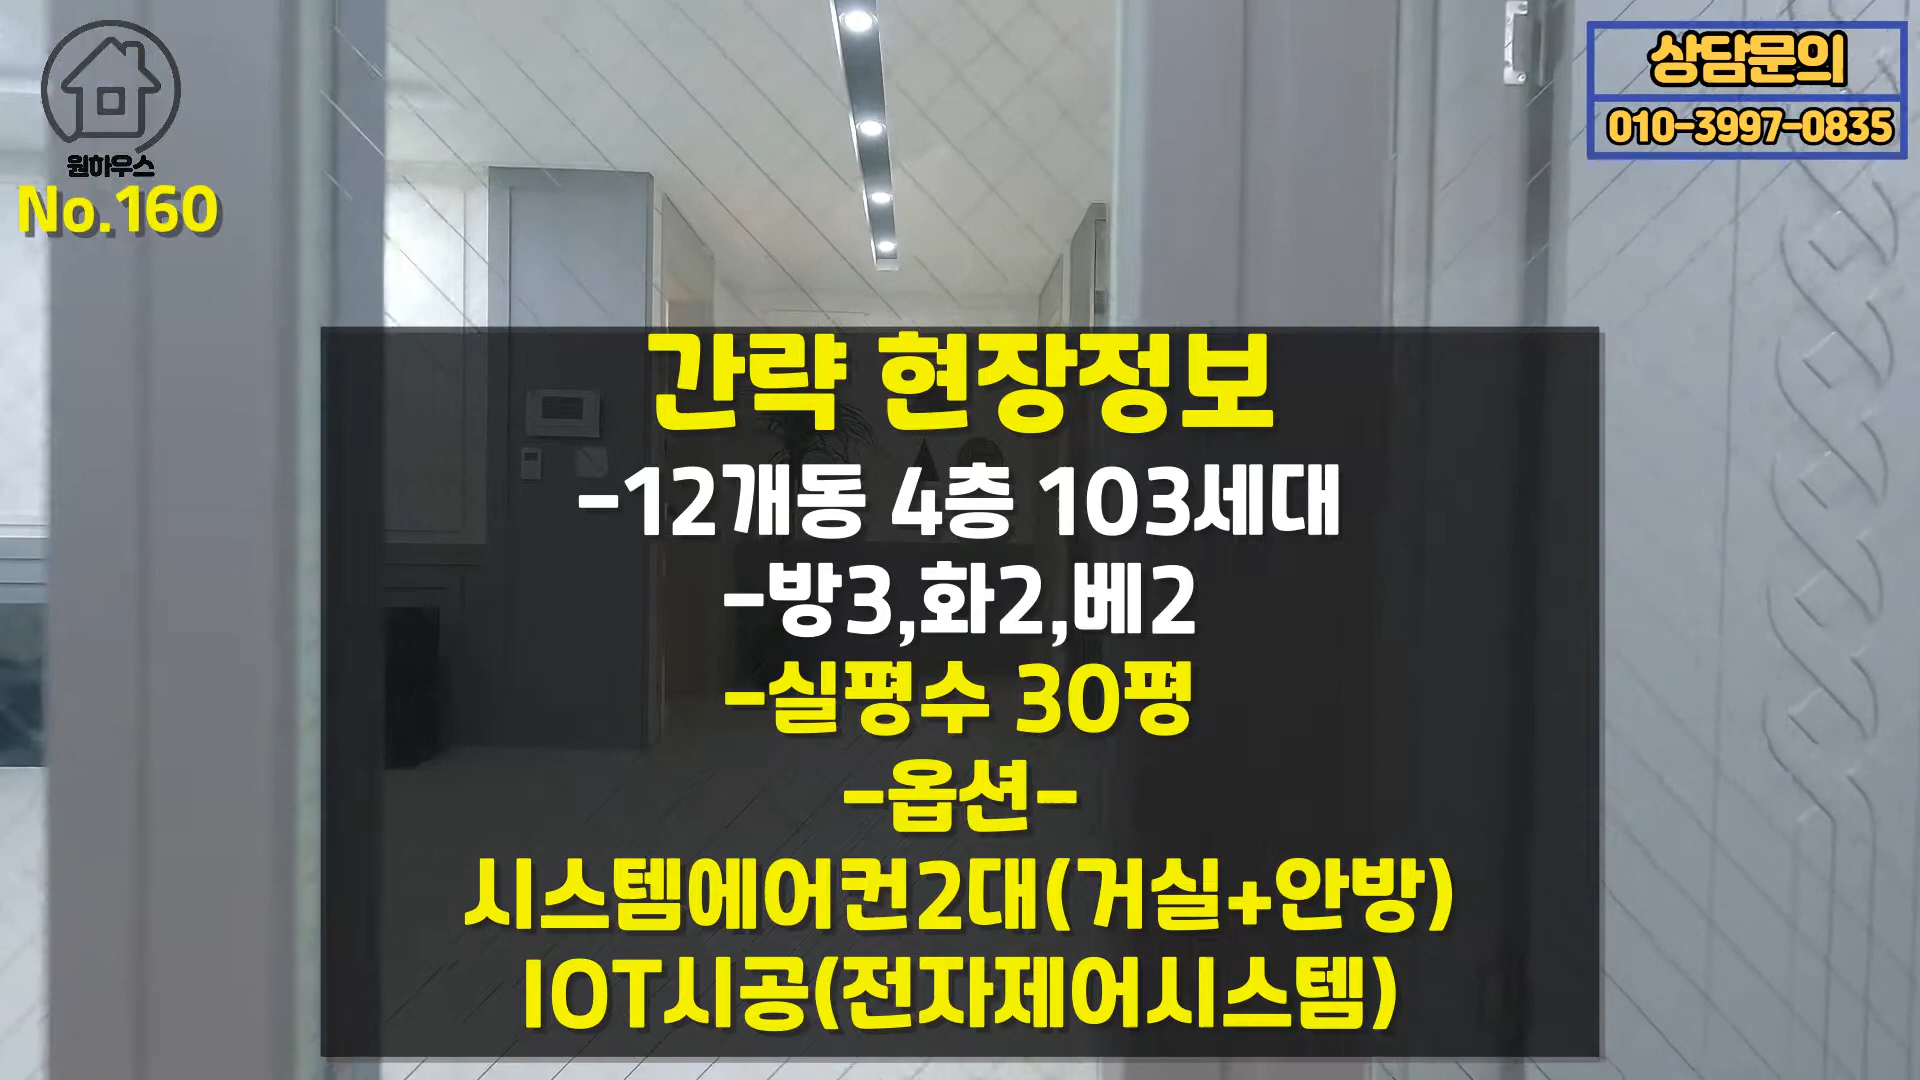 원하우스
No.160
상담문의
010-3997-0835
간략 현장정보
-12개동 4층 103세대
-방3,화2,베2
-실평수 30평
-옵션-
시스템에어컨2대(거실+안방)
IOT시공(전자제어시스템)